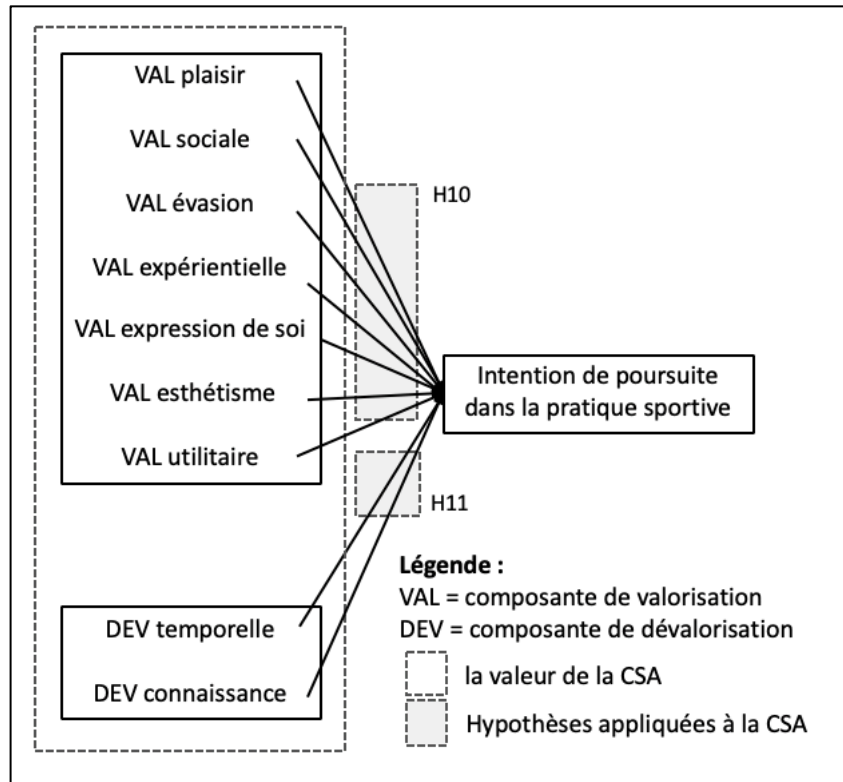 VAL plaisir
VAL sociale
VAL évasion
VAL expérientielle
VAL expression de soi
VAL esthétisme
VAL utilitaire
H10
Intention de poursuite
dans la pratique sportive
H11
DEV temporelle
DEV connaissance
Légende :
VAL = composante de valorisation
DEV = composante de dévalorisation
la valeur de la CSA
Hypothèses appliquées à la CSA